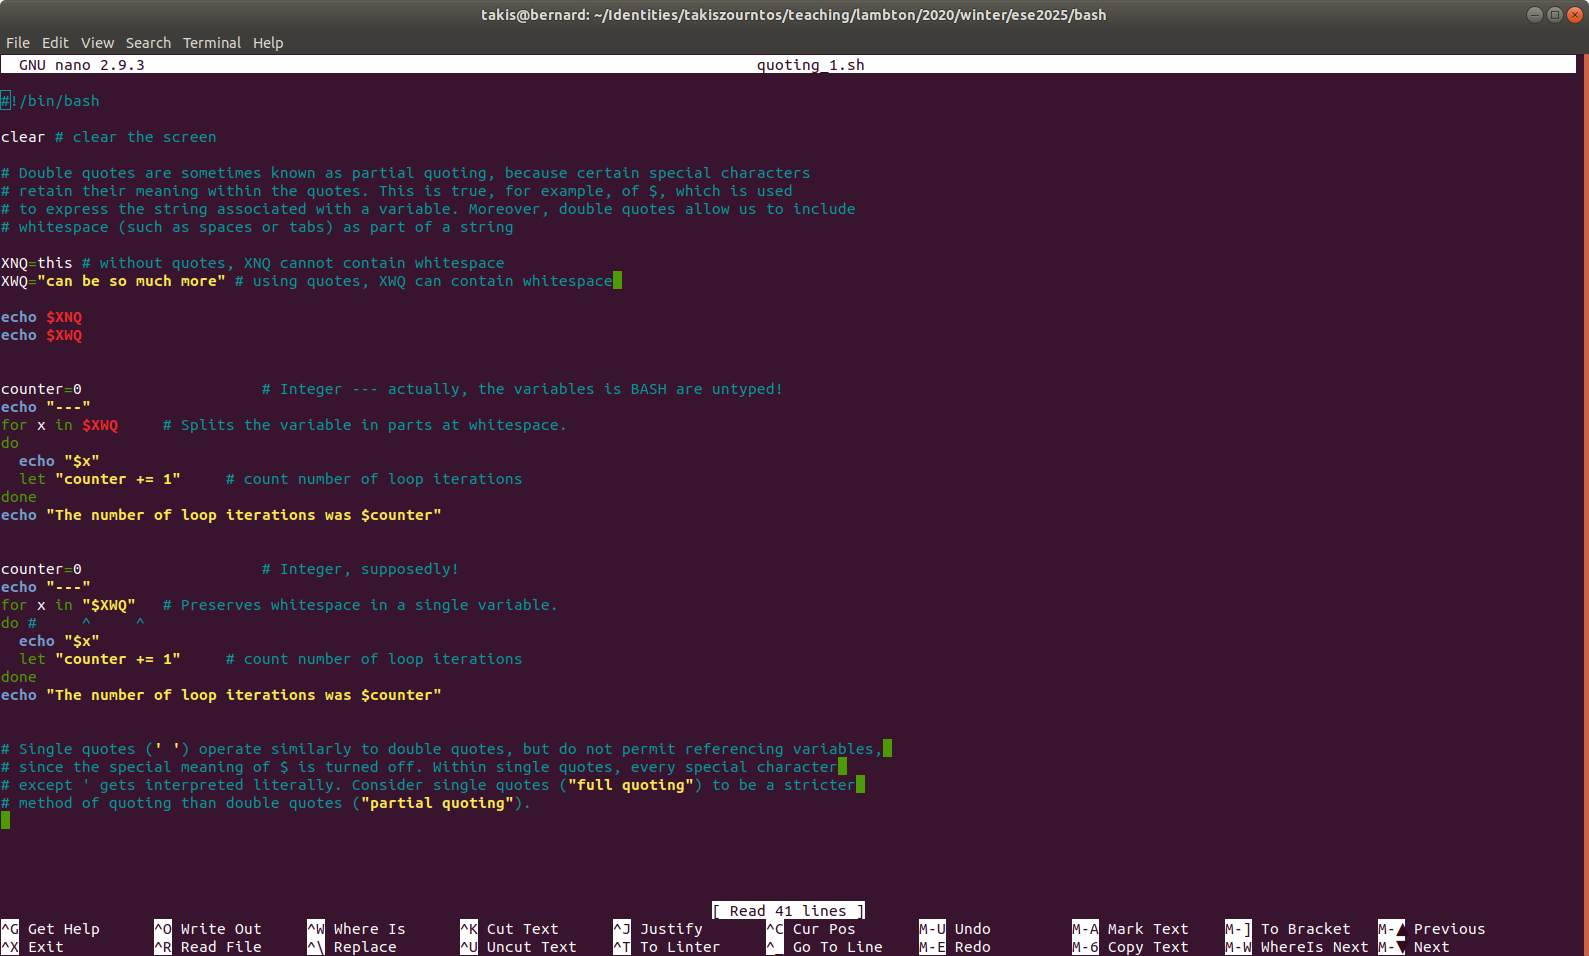 takis@bernard: ~/Identities/takiszourntos/teaching/lambton/2020/winter/ese2025/bash
File Edit View Search Terminal Help
GNU nano 2.9.3 quoting_1.sh
#!/bin/bash
clear # clear the screen
# Double quotes are sometimes known as partial quoting, because certain special characters
# retain their meaning within the quotes. This is true, for example, of $, which is used
# to express the string associated with a variable. Moreover, double quotes allow us to include
# whitespace (such as spaces or tabs) as part of a string
XNQ=this # without quotes, XNQ cannot contain whitespace
XWQ="can be so much more" # using quotes, XWQ can contain whitespace
echo $XNQ
echo $XWQ
counter=0 # Integer --- actually, the variables is BASH are untyped!
echo "---"
for x in $XWQ # Splits the variable in parts at whitespace.
do
echo "$x"
let "counter += 1" # count number of loop iterations
done
echo "The number of loop iterations was $counter"
counter=0 # Integer, supposedly!
echo "---"
for x in "$XWQ" # Preserves whitespace in a single variable.
do # ^ ^
echo "$x"
let "counter += 1" # count number of loop iterations
done
echo "The number of loop iterations was $counter"
# Single quotes (' ') operate similarly to double quotes, but do not permit referencing variables,
# since the special meaning of $ is turned off. Within single quotes, every special character
# except ' gets interpreted literally. Consider single quotes ("full quoting") to be a stricter
# method of quoting than double quotes ("partial quoting").
[ Read 41 lines ]
^G Get Help ^O Write Out ^W Where Is ^K Cut Text ^J Justify ^C Cur Pos M-U Undo M-A Mark Text M-] To Bracket M-▲ Previous
^X Exit ^R Read File ^\ Replace ^U Uncut Text ^T To Linter ^_ Go To Line M-E Redo M-6 Copy Text M-W WhereIs Next M-▼ Next